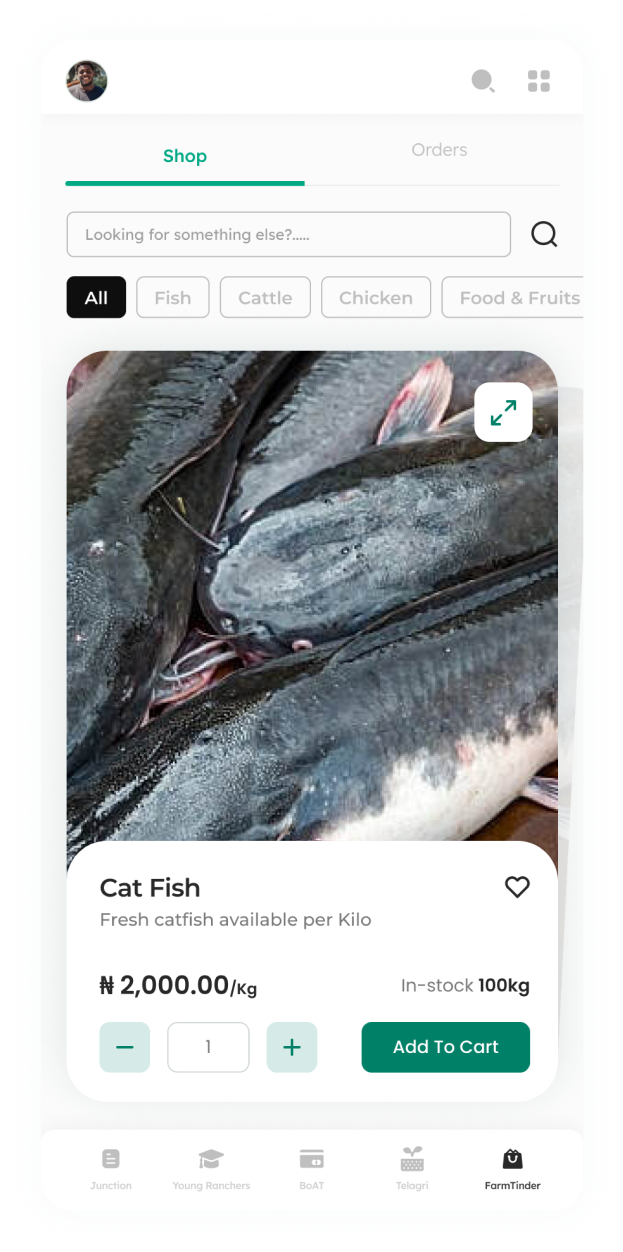 Shop
Orders
Looking for something else?.....
All
Fish
Cattle
Chicken
Food & Fruits
Cat Fish
Fresh catfish available per Kilo
₦ 2,000.00/Kg
In-stock 100kg
1
Add To Cart
Junction
Young Ranchers
BoAT
Telagri
FarmTinder